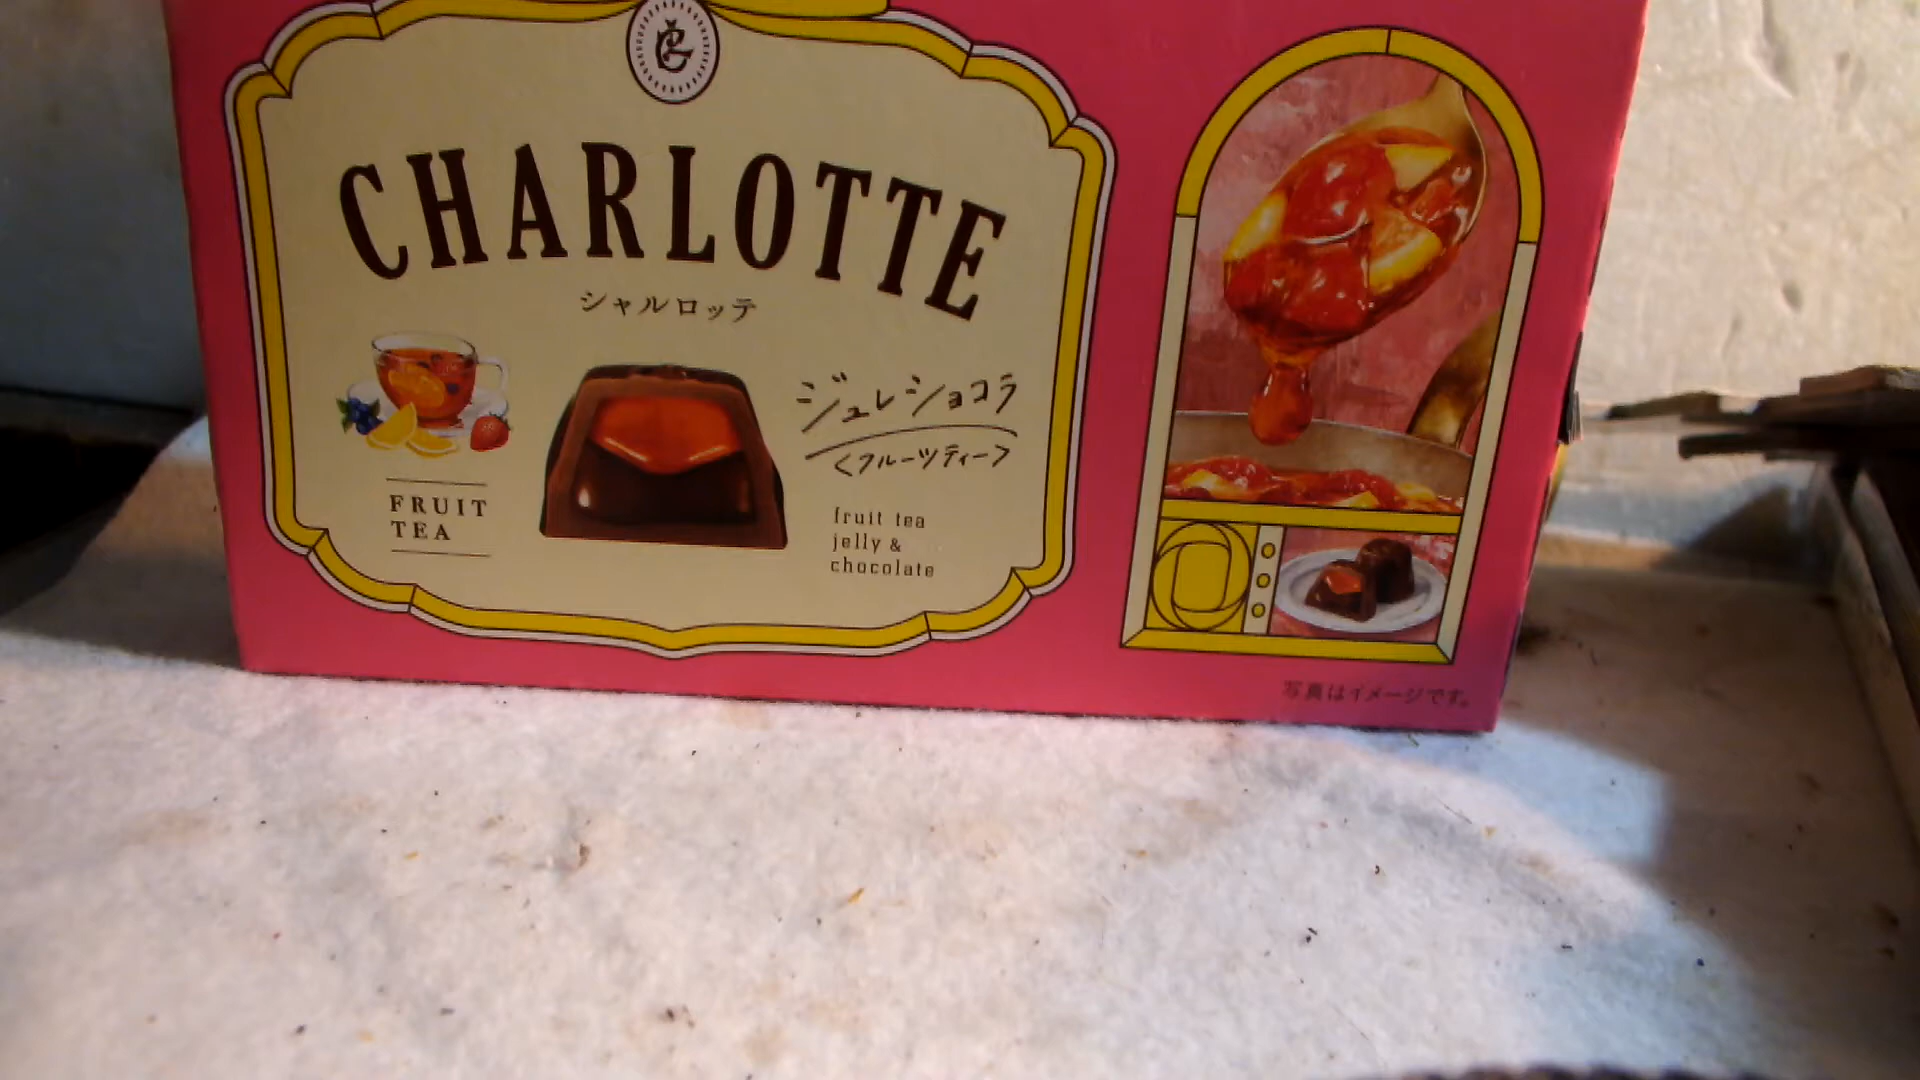 CHARLOTTE
シャルロッテ
ジュレショコラ
<フルーツティー>
FRUIT
TEA
fruit tea
jelly &
chocolate
写真はイメージです。